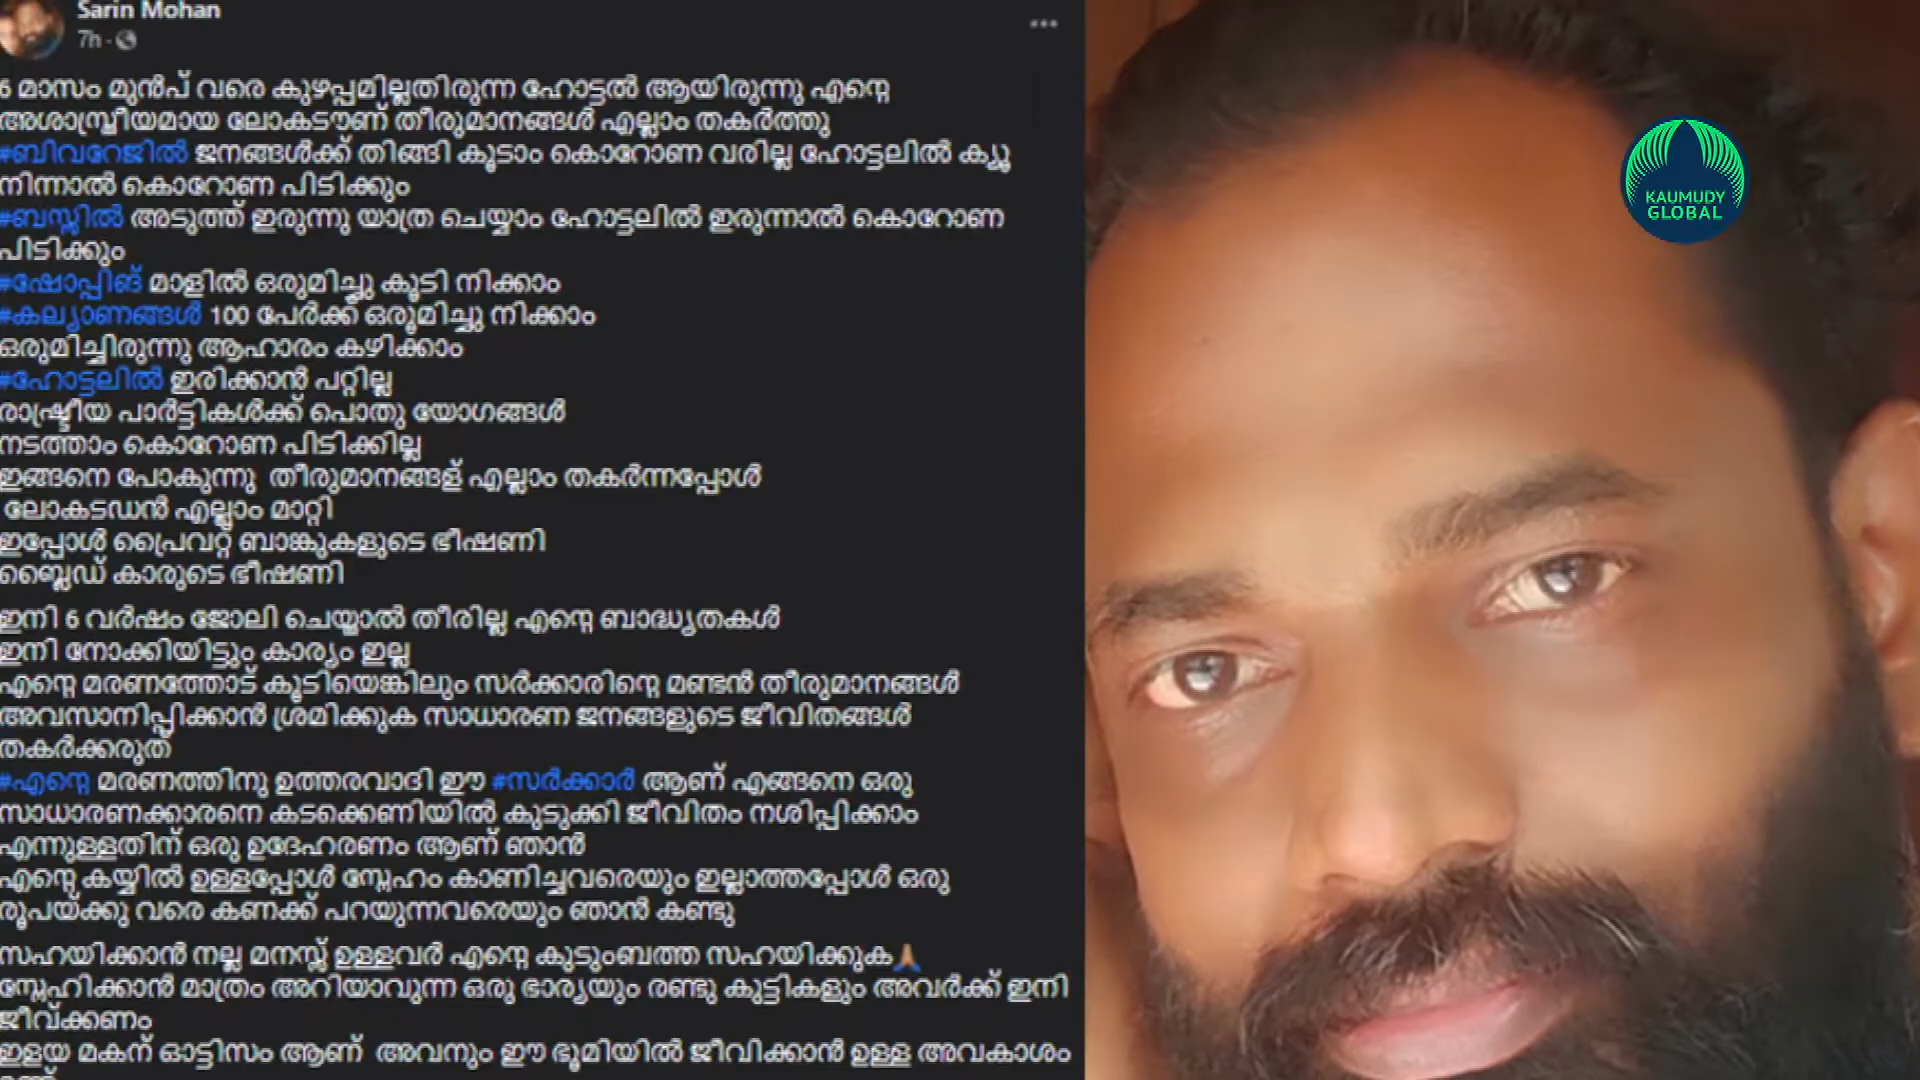 Sarin Mohan
7h ·
6 മാസം മുൻപ് വരെ കുഴപ്പമില്ലതിരുന്ന ഹോട്ടൽ ആയിരുന്നു എന്റെ
അശാസ്ത്രീയമായ ലോകടൗണ് തീരുമാനങ്ങൾ എല്ലാം തകർത്തു
#ബിവറേജിൽ ജനങ്ങൾക്ക് തിങ്ങി കൂടാം കൊറോണ വരില്ല ഹോട്ടലിൽ ക്യൂ
നിന്നാൽ കൊറോണ പിടിക്കും
#ബസ്സിൽ അടുത്ത് ഇരുന്നു യാത്ര ചെയ്യാം ഹോട്ടലിൽ ഇരുന്നാൽ കൊറോണ
പിടിക്കും
#ഷോപ്പിങ് മാളിൽ ഒരുമിച്ചു കൂടി നിക്കാം
#കല്യാണങ്ങൾ 100 പേർക്ക് ഒരുമിച്ചു നിക്കാം
ഒരുമിച്ചിരുന്നു ആഹാരം കഴിക്കാം
#ഹോട്ടലിൽ ഇരിക്കാൻ പറ്റില്ല
രാഷ്ട്രീയ പാർട്ടികൾക്ക് പൊതു യോഗങ്ങൾ
നടത്താം കൊറോണ പിടിക്കില്ല
ഇങ്ങനെ പോകുന്നു തീരുമാനങ്ങള് എല്ലാം തകർന്നപ്പോൾ
ലോകടഡൻ എല്ലാം മാറ്റി
ഇപ്പോൾ പ്രൈവറ്റ് ബാങ്കുകളുടെ ഭീഷണി
ബ്ലൈഡ് കാരുടെ ഭീഷണി
ഇനി 6 വർഷം ജോലി ചെയ്താൽ തീരില്ല എന്റെ ബാദ്ധ്യതകൾ
ഇനി നോക്കിയിട്ടും കാര്യം ഇല്ല
എന്റെ മരണത്തോട് കൂടിയെങ്കിലും സർക്കാരിന്റെ മണ്ടൻ തീരുമാനങ്ങൾ
അവസാനിപ്പിക്കാൻ ശ്രമിക്കുക സാധാരണ ജനങ്ങളുടെ ജീവിതങ്ങൾ
തകർക്കരുത്
#എന്റെ മരണത്തിനു ഉത്തരവാദി ഈ #സർക്കാർ ആണ് എങ്ങനെ ഒരു
സാധാരണക്കാരനെ കടക്കെണിയിൽ കുടുക്കി ജീവിതം നശിപ്പിക്കാം
എന്നുള്ളതിന് ഒരു ഉദേഹരണം ആണ് ഞാൻ
എന്റെ കയ്യിൽ ഉള്ളപ്പോൾ സ്നേഹം കാണിച്ചവരെയും ഇല്ലാത്തപ്പോൾ ഒരു
രൂപയ്ക്കു വരെ കണക്ക് പറയുന്നവരെയും ഞാൻ കണ്ടു
സഹയിക്കാൻ നല്ല മനസ്സ് ഉള്ളവർ എന്റെ കുടുംബത്ത സഹയിക്കുക🙏
സ്നേഹിക്കാൻ മാത്രം അറിയാവുന്ന ഒരു ഭാര്യയും രണ്ടു കുട്ടികളും അവർക്ക് ഇനി
ജീവ്ക്കണം
ഇളയ മകന് ഓട്ടിസം ആണ് അവനും ഈ ഭൂമിയിൽ ജീവിക്കാൻ ഉള്ള അവകാശം
KAUMUDY
GLOBAL